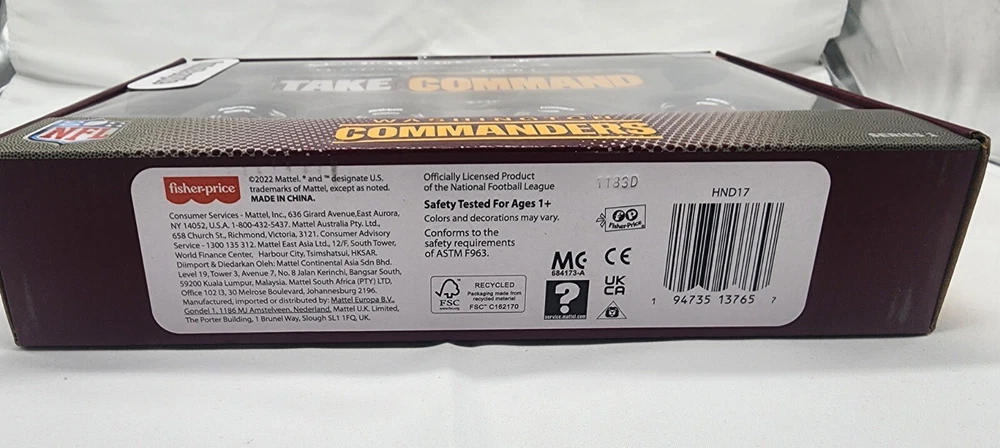 TAKE COMMAND
NFL
WASHINGTON
COMMANDERS
SERIES 1
fisher-price
©2022 Mattel. ® and ™ designate U.S.
trademarks of Mattel, except as noted.
MADE IN CHINA.
Consumer Services - Mattel, Inc., 636 Girard Avenue,East Aurora,
NY 14052, U.S.A. 1-800-432-5437. Mattel Australia Pty. Ltd.,
658 Church St., Richmond, Victoria, 3121. Consumer Advisory
Service - 1300 135 312. Mattel East Asia Ltd., 12/F, South Tower,
World Finance Center, Harbour City, Tsimshatsui, HKSAR.
Diimport & Diedarkan Oleh: Mattel Continental Asia Sdn Bhd.
Level 19, Tower 3, Avenue 7, No. 8 Jalan Kerinchi, Bangsar South,
59200 Kuala Lumpur, Malaysia. Mattel South Africa (PTY) LTD,
Office 102 I3, 30 Melrose Boulevard, Johannesburg 2196.
Manufactured, imported or distributed by: Mattel Europa B.V.,
Gondel 1, 1186 MJ Amstelveen, Nederland. Mattel U.K. Limited,
The Porter Building, 1 Brunel Way, Slough SL1 1FQ, UK.
Officially Licensed Product
of the National Football League
Safety Tested For Ages 1+
Colors and decorations may vary.
Conforms to the
safety requirements
of ASTM F963.
FSC
www.fsc.org
RECYCLED
Packaging made from
recycled material
FSC™ C162170
1183D
FP
Fisher-Price
MC
684173-A
CE
?
service.mattel.com
UK
CA
HND17
1 94735 13765 7